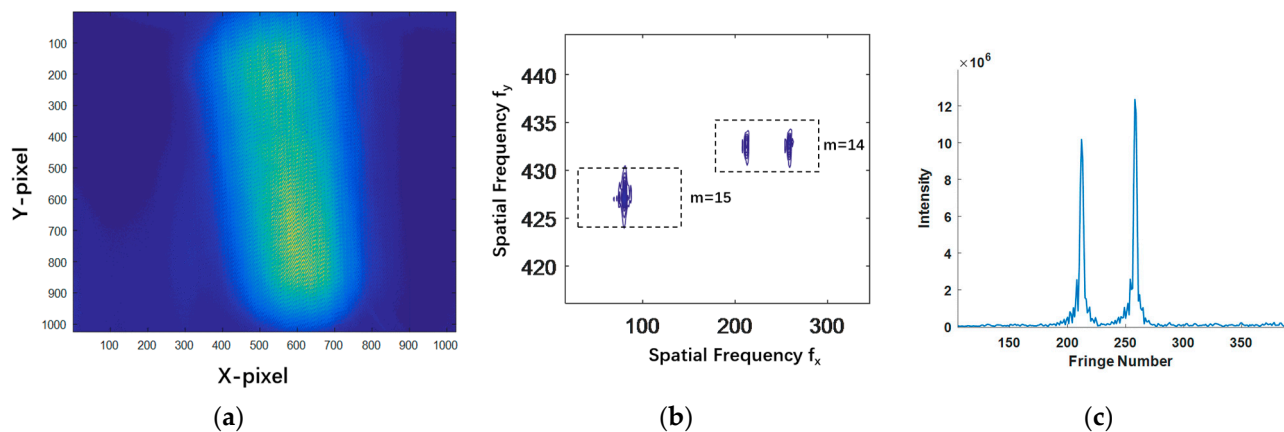 100
200
300
400
500
600
700
800
900
1000
Y-pixel
100 200 300 400 500 600 700 800 900 1000
X-pixel
(a)
440
435
430
425
420
Spatial Frequency f_y
m=14
m=15
100 200 300
Spatial Frequency f_x
(b)
×10^6
12
10
8
6
4
2
0
Intensity
150 200 250 300 350
Fringe Number
(c)